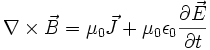 ∇ × B⃗ = μ₀J⃗ + μ₀ϵ₀ ∂E⃗/∂t